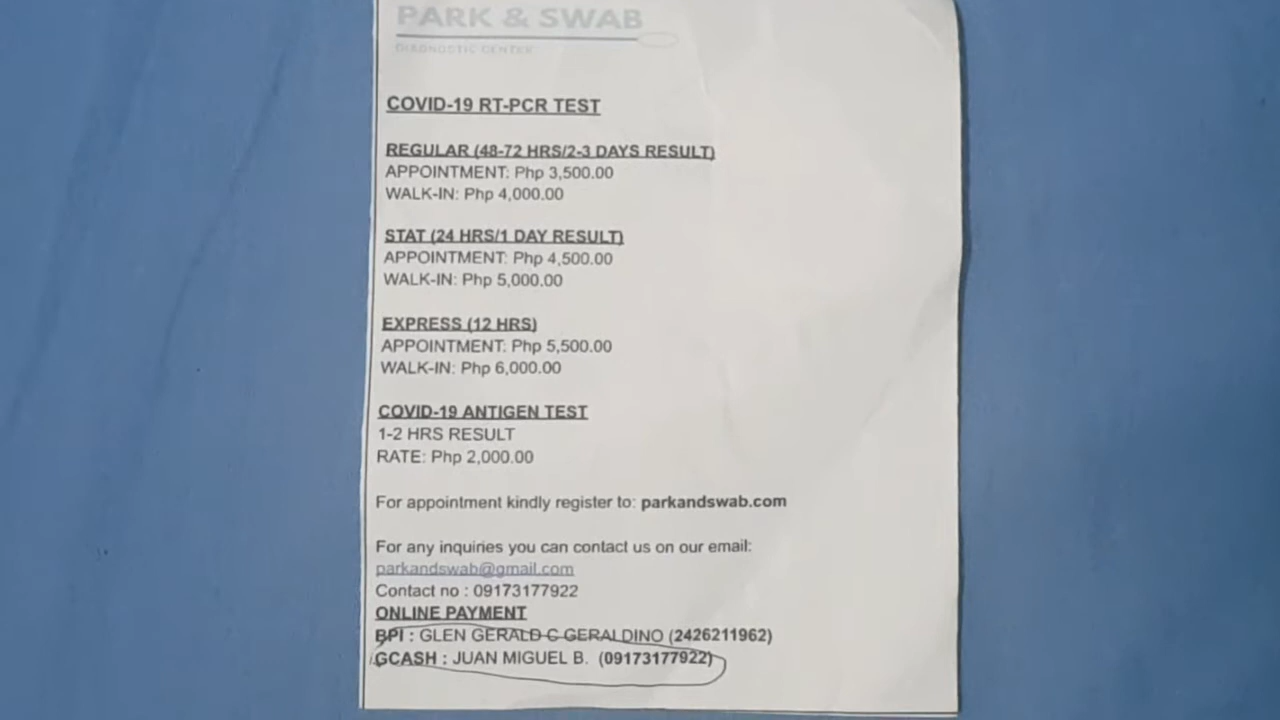 PARK & SWAB
DIAGNOSTIC CENTER
COVID-19 RT-PCR TEST
REGULAR (48-72 HRS/2-3 DAYS RESULT)
APPOINTMENT: Php 3,500.00
WALK-IN: Php 4,000.00
STAT (24 HRS/1 DAY RESULT)
APPOINTMENT: Php 4,500.00
WALK-IN: Php 5,000.00
EXPRESS (12 HRS)
APPOINTMENT: Php 5,500.00
WALK-IN: Php 6,000.00
COVID-19 ANTIGEN TEST
1-2 HRS RESULT
RATE: Php 2,000.00
For appointment kindly register to: parkandswab.com
For any inquiries you can contact us on our email:
parkandswab@gmail.com
Contact no : 09173177922
ONLINE PAYMENT
BPI : GLEN GERALD C GERALDINO (2426211962)
GCASH : JUAN MIGUEL B. (09173177922)